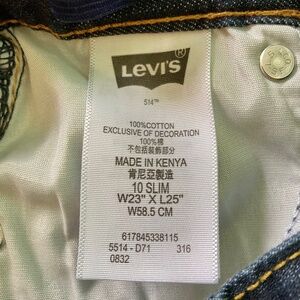 LEVI'S®
514™
100%COTTON
EXCLUSIVE OF DECORATION
100%棉
不包括裝飾部分
MADE IN KENYA
肯尼亞製造
10 SLIM
W23" X L25"
W58.5 CM
617845338115
5514 - D71 316
0832